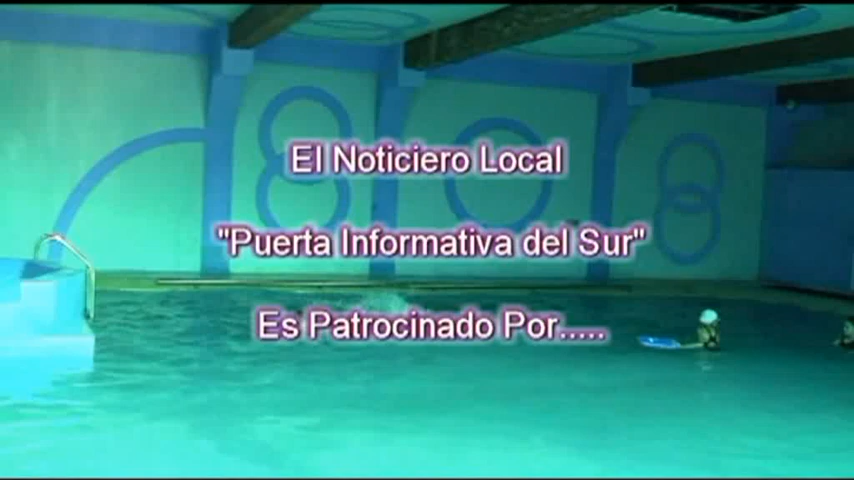 El Noticiero Local
"Puerta Informativa del Sur"
Es Patrocinado Por.....